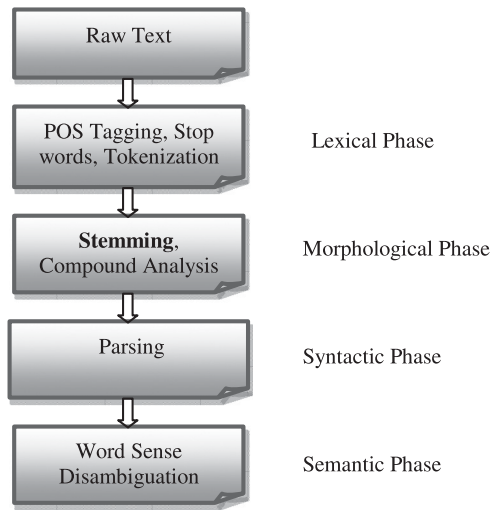 Raw Text
POS Tagging, Stop
words, Tokenization
Lexical Phase
Stemming,
Compound Analysis
Morphological Phase
Parsing
Syntactic Phase
Word Sense
Disambiguation
Semantic Phase